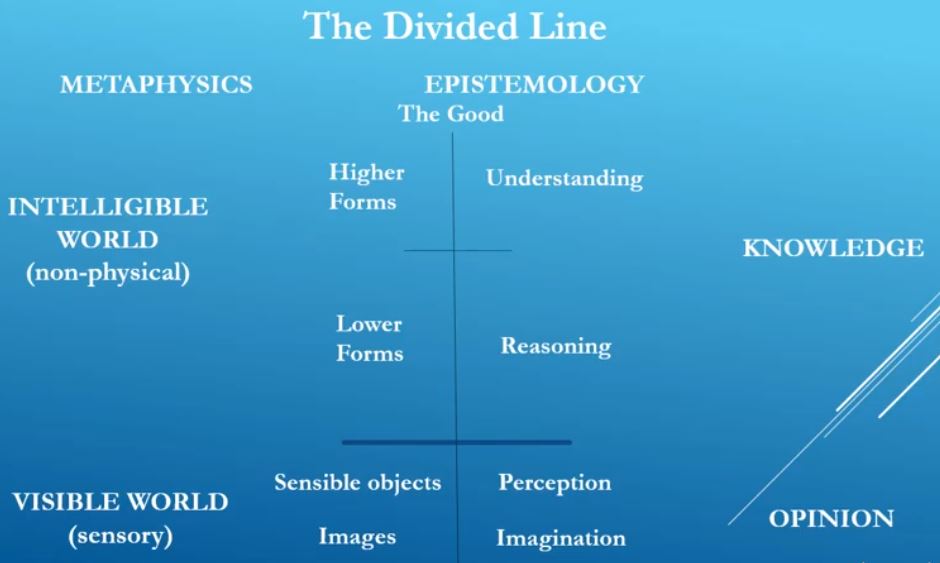 The Divided Line
METAPHYSICS
EPISTEMOLOGY
The Good
Higher
Forms
Understanding
INTELLIGIBLE
WORLD
(non-physical)
KNOWLEDGE
Lower
Forms
Reasoning
Sensible objects
Perception
VISIBLE WORLD
(sensory)
OPINION
Images
Imagination